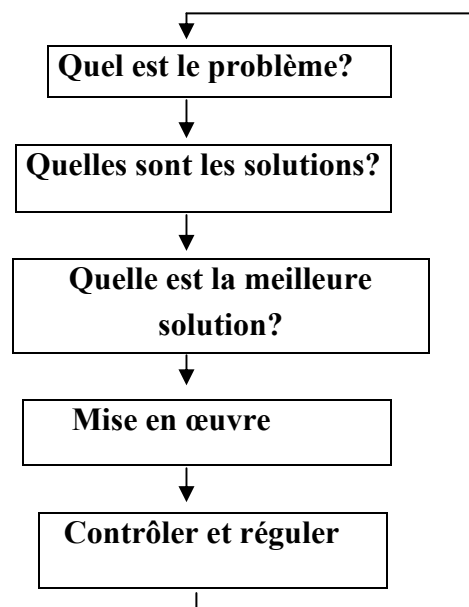 Quel est le problème?
Quelles sont les solutions?
Quelle est la meilleure
solution?
Mise en œuvre
Contrôler et réguler